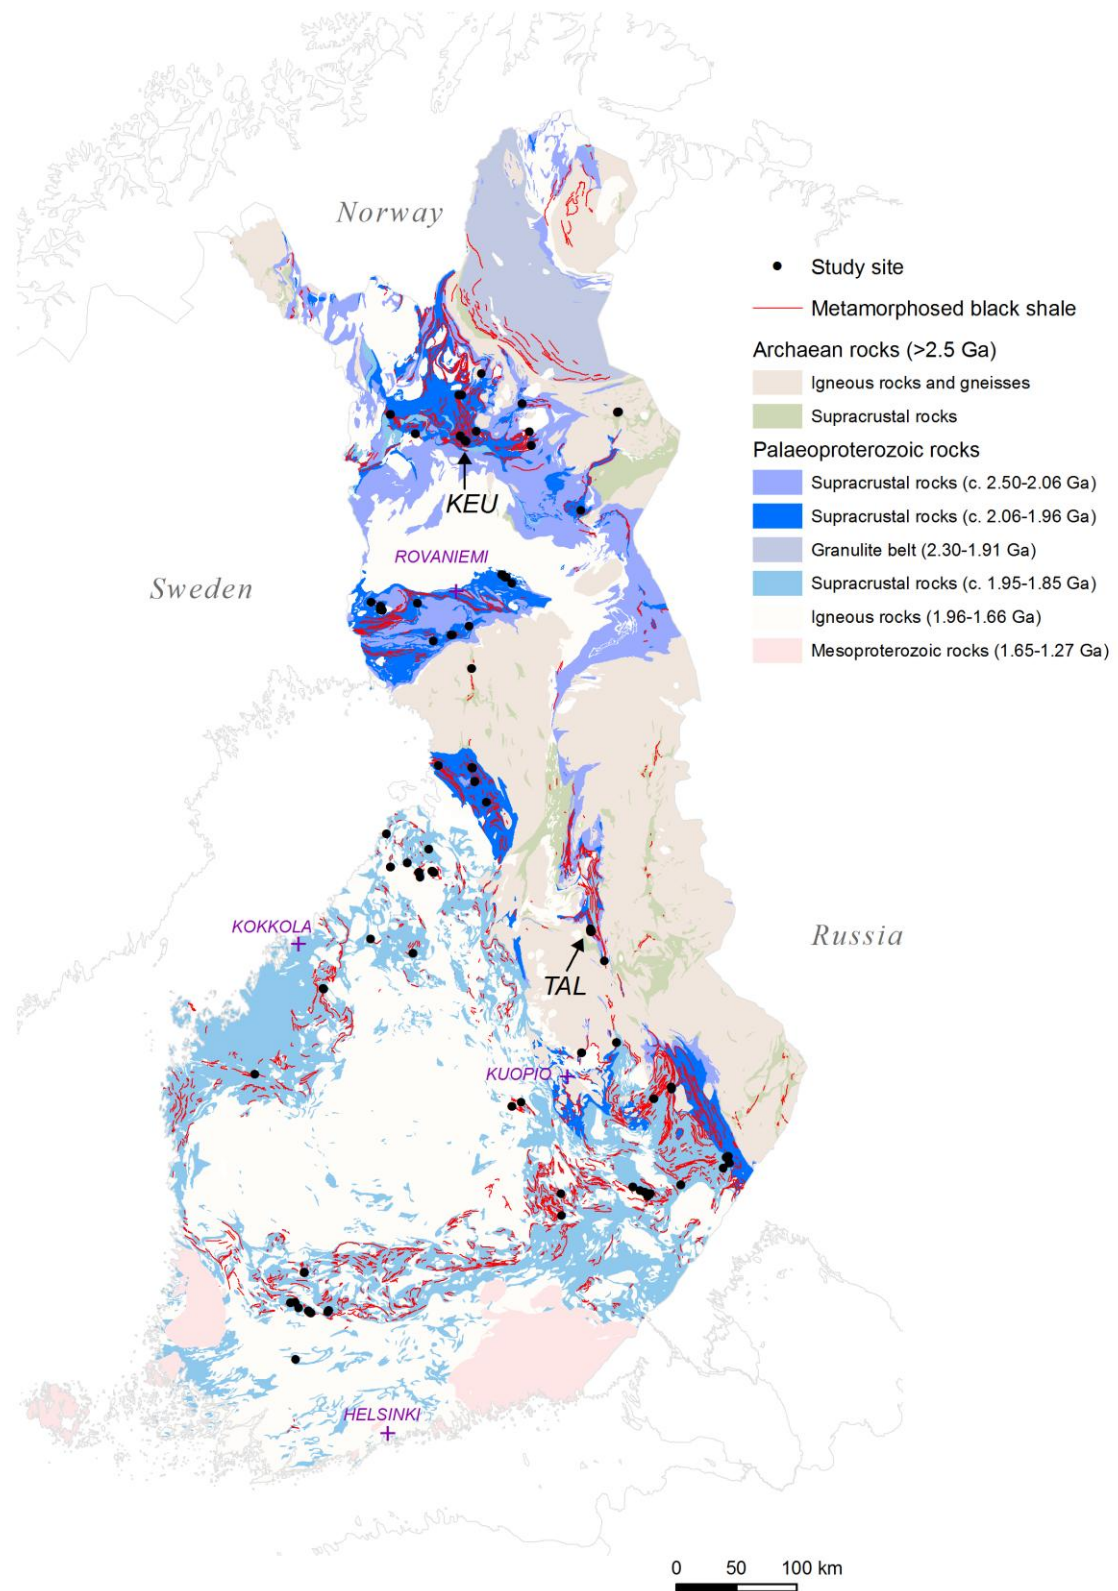 Norway
Study site
Metamorphosed black shale
Archaean rocks (>2.5 Ga)
Igneous rocks and gneisses
Supracrustal rocks
Palaeoproterozoic rocks
Supracrustal rocks (c. 2.50-2.06 Ga)
Supracrustal rocks (c. 2.06-1.96 Ga)
Granulite belt (2.30-1.91 Ga)
Supracrustal rocks (c. 1.95-1.85 Ga)
Igneous rocks (1.96-1.66 Ga)
Mesoproterozoic rocks (1.65-1.27 Ga)
KEU
ROVANIEMI
Sweden
KOKKOLA
Russia
TAL
KUOPIO
HELSINKI
0 50 100 km